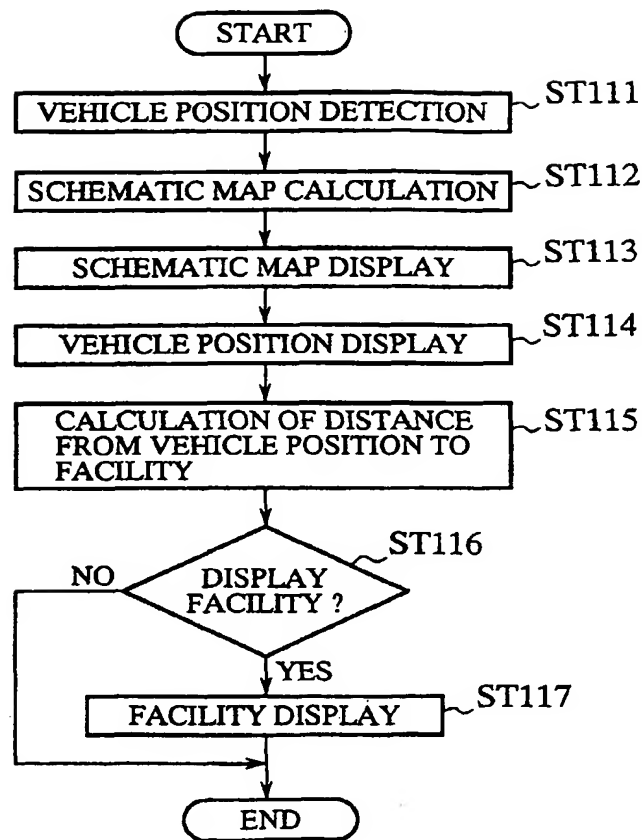 START
VEHICLE POSITION DETECTION
ST111
SCHEMATIC MAP CALCULATION
ST112
SCHEMATIC MAP DISPLAY
ST113
VEHICLE POSITION DISPLAY
ST114
CALCULATION OF DISTANCE
FROM VEHICLE POSITION TO
FACILITY
ST115
ST116
DISPLAY
FACILITY ?
NO
YES
FACILITY DISPLAY
ST117
END